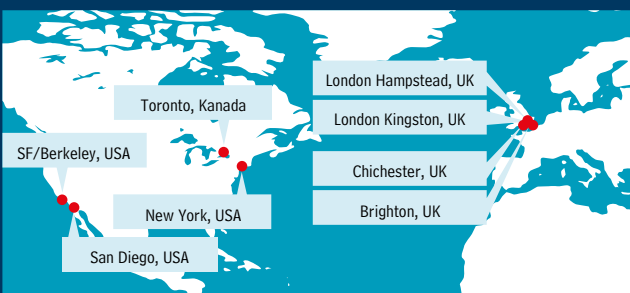 London Hampstead, UK
Toronto, Kanada
London Kingston, UK
SF/Berkeley, USA
Chichester, UK
New York, USA
Brighton, UK
San Diego, USA